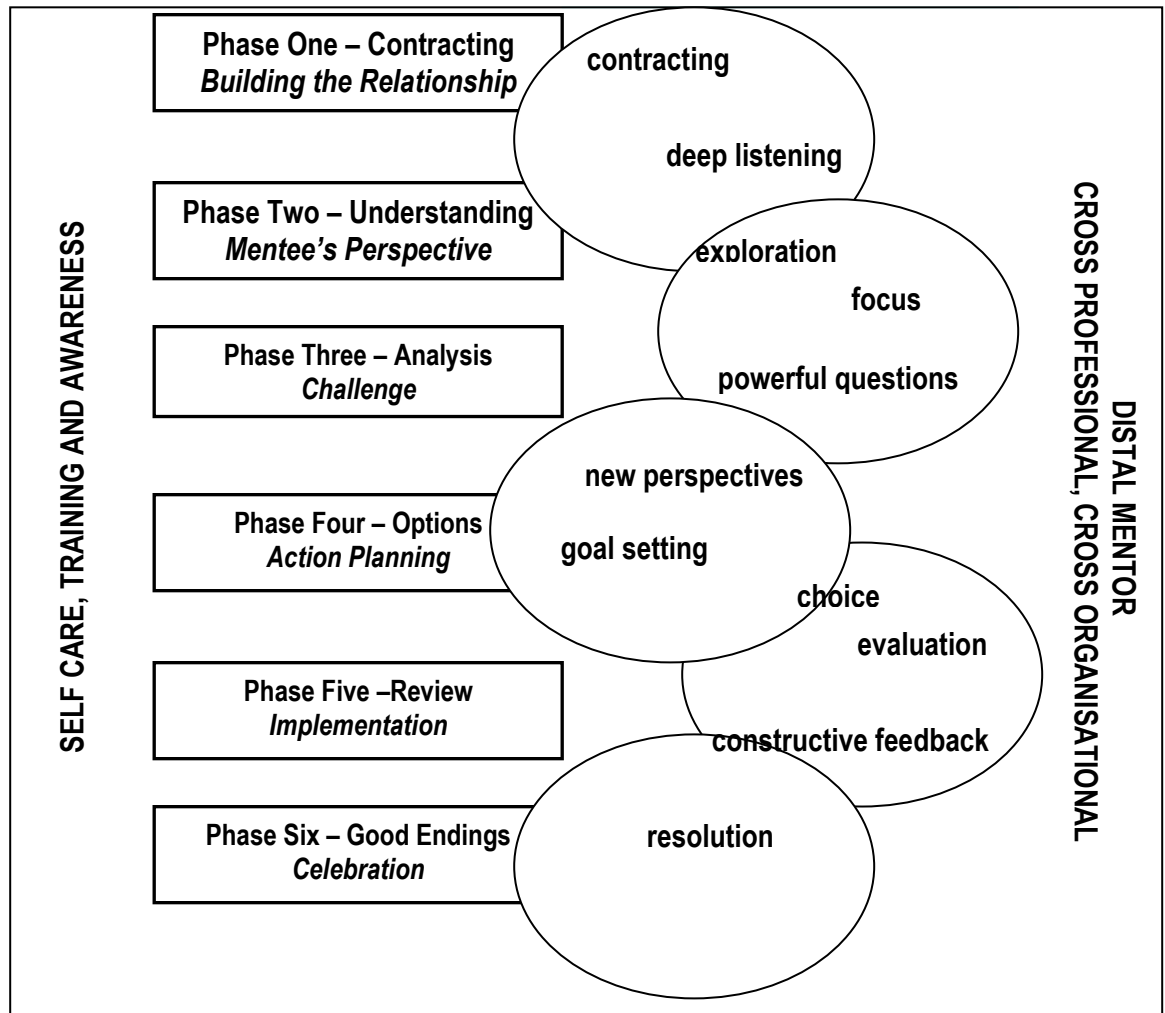 SELF CARE, TRAINING AND AWARENESS
Phase One – Contracting
Building the Relationship
Phase Two – Understanding
Mentee's Perspective
Phase Three – Analysis
Challenge
Phase Four – Options
Action Planning
Phase Five –Review
Implementation
Phase Six – Good Endings
Celebration
contracting
deep listening
exploration
focus
powerful questions
new perspectives
goal setting
choice
evaluation
constructive feedback
resolution
DISTAL MENTOR
CROSS PROFESSIONAL, CROSS ORGANISATIONAL